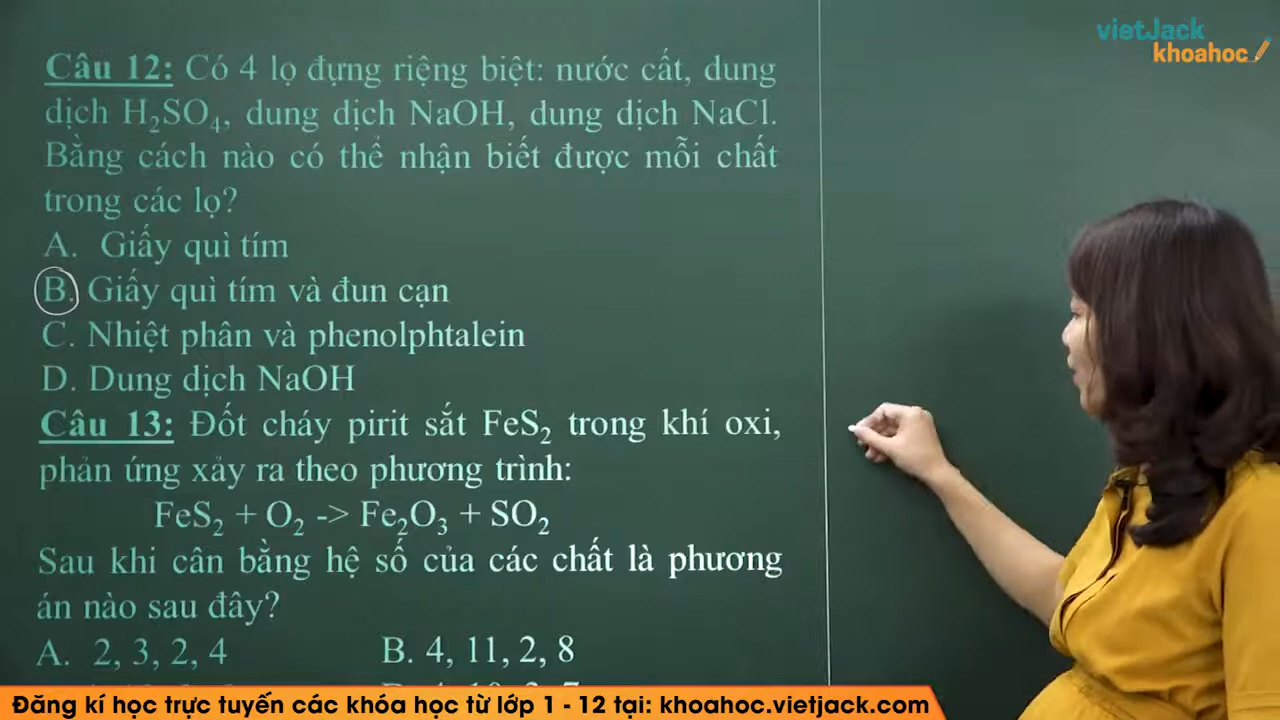 vietJack
khoahoc
Câu 12: Có 4 lọ đựng riêng biệt: nước cất, dung
dịch H₂SO₄, dung dịch NaOH, dung dịch NaCl.
Bằng cách nào có thể nhận biết được mỗi chất
trong các lọ?
A. Giấy quì tím
B. Giấy quì tím và đun cạn
C. Nhiệt phân và phenolphtalein
D. Dung dịch NaOH
Câu 13: Đốt cháy pirit sắt FeS₂ trong khí oxi,
phản ứng xảy ra theo phương trình:
FeS₂ + O₂ -> Fe₂O₃ + SO₂
Sau khi cân bằng hệ số của các chất là phương
án nào sau đây?
A. 2, 3, 2, 4 B. 4, 11, 2, 8
Đăng kí học trực tuyến các khóa học từ lớp 1 - 12 tại: khoahoc.vietjack.com